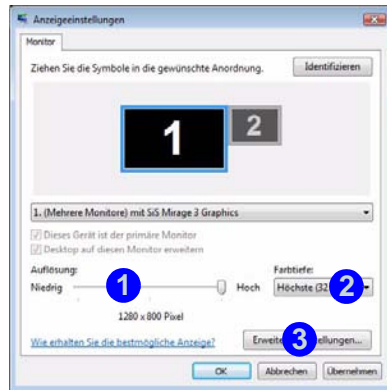 Anzeigeeinstellungen
Monitor
Ziehen Sie die Symbole in die gewünschte Anordnung.
Identifizieren
1
2
1. (Mehrere Monitore) mit SiS Mirage 3 Graphics
Dieses Gerät ist der primäre Monitor
Desktop auf diesen Monitor erweitern
Auflösung:
Farbtiefe:
Niedrig 1 Hoch Höchste (32 2
1280 x 800 Pixel
3
Wie erhalten Sie die bestmögliche Anzeige?
OK Abbrechen Übernehmen